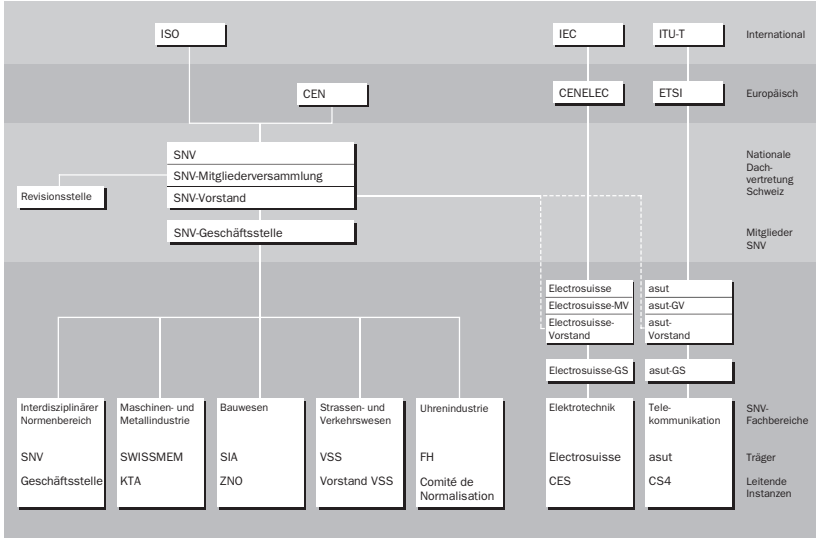 ISO
IEC
ITU-T
International
CEN
CENELEC
ETSI
Europäisch
SNV
SNV-Mitgliederversammlung
SNV-Vorstand
Revisionsstelle
SNV-Geschäftsstelle
Nationale
Dach-
vertretung
Schweiz
Mitglieder
SNV
Electrosuisse
Electrosuisse-MV
Electrosuisse-
Vorstand
asut
asut-GV
asut-
Vorstand
Electrosuisse-GS
asut-GS
Interdisziplinärer
Normenbereich
SNV
Geschäftsstelle
Maschinen- und
Metallindustrie
SWISSMEM
KTA
Bauwesen
SIA
ZNO
Strassen- und
Verkehrswesen
VSS
Vorstand VSS
Uhrenindustrie
FH
Comité de
Normalisation
Elektrotechnik
Electrosuisse
CES
Tele-
kommunikation
asut
CS4
SNV-
Fachbereiche
Träger
Leitende
Instanzen